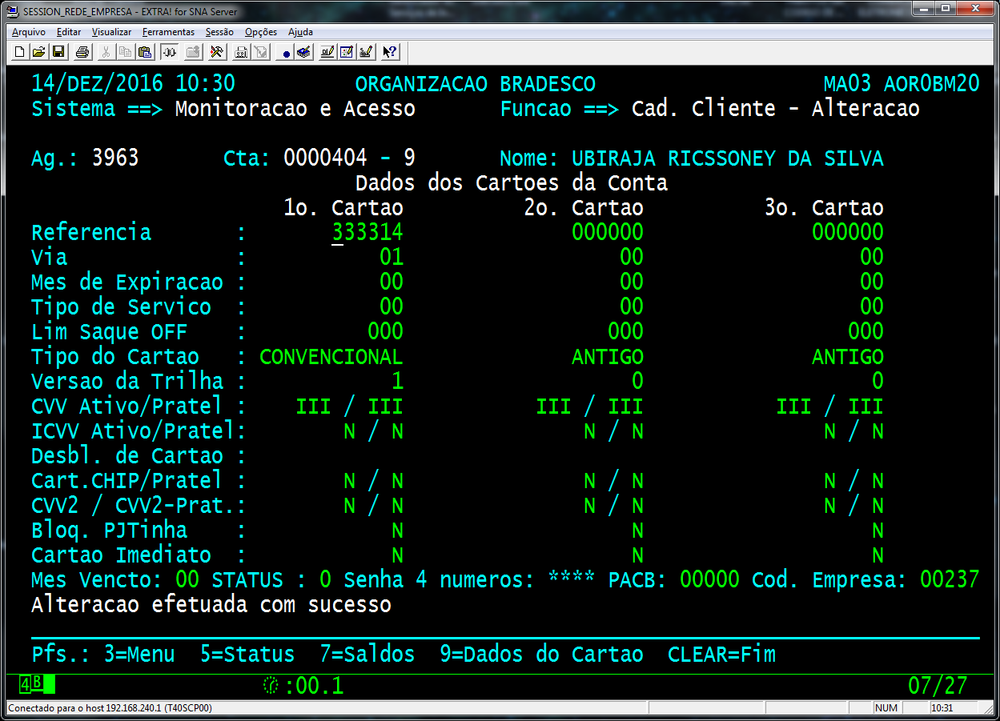 SESSION_REDE_EMPRESA - EXTRA! for SNA Server
Arquivo Editar Visualizar Ferramentas Sessão Opções Ajuda
14/DEZ/2016 10:30 ORGANIZACAO BRADESCO MA03 AOR0BM20
Sistema ==> Monitoracao e Acesso Funcao ==> Cad. Cliente - Alteracao
Ag.: 3963 Cta: 0000404 - 9 Nome: UBIRAJA RICSSONEY DA SILVA
Dados dos Cartoes da Conta
1o. Cartao 2o. Cartao 3o. Cartao
Referencia : 333314 000000 000000
Via : 01 00 00
Mes de Expiracao : 00 00 00
Tipo de Servico : 00 00 00
Lim Saque OFF : 000 000 000
Tipo do Cartao : CONVENCIONAL ANTIGO ANTIGO
Versao da Trilha : 1 0 0
CVV Ativo/Pratel : III / III III / III III / III
ICVV Ativo/Pratel: N / N N / N N / N
Desbl. de Cartao :
Cart.CHIP/Pratel : N / N N / N N / N
CVV2 / CVV2-Prat.: N / N N / N N / N
Bloq. PJTinha : N N N
Cartao Imediato : N N N
Mes Vencto: 00 STATUS : 0 Senha 4 numeros: **** PACB: 00000 Cod. Empresa: 00237
Alteracao efetuada com sucesso
Pfs.: 3=Menu 5=Status 7=Saldos 9=Dados do Cartao CLEAR=Fim
4B :00.1 07/27
Conectado para o host 192.168.240.1 (T40SCP00) NUM 10:31